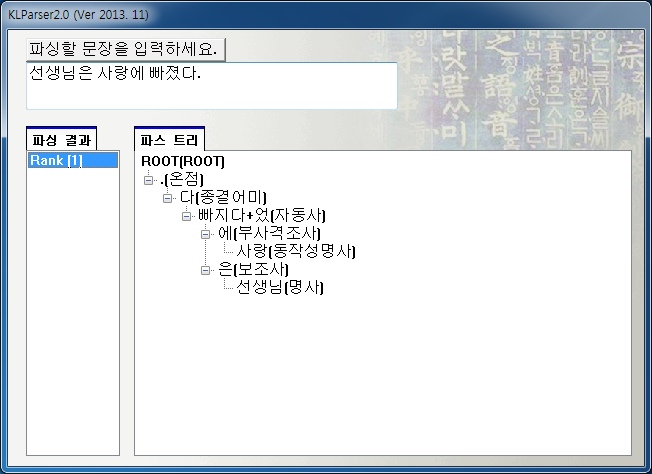 KLParser2.0 (Ver 2013. 11)
파싱할 문장을 입력하세요.
선생님은 사랑에 빠졌다.
파싱 결과
Rank [1]
파스 트리
ROOT(ROOT)
.(온점)
다(종결어미)
빠지다+었(자동사)
에(부사격조사)
사랑(동작성명사)
은(보조사)
선생님(명사)